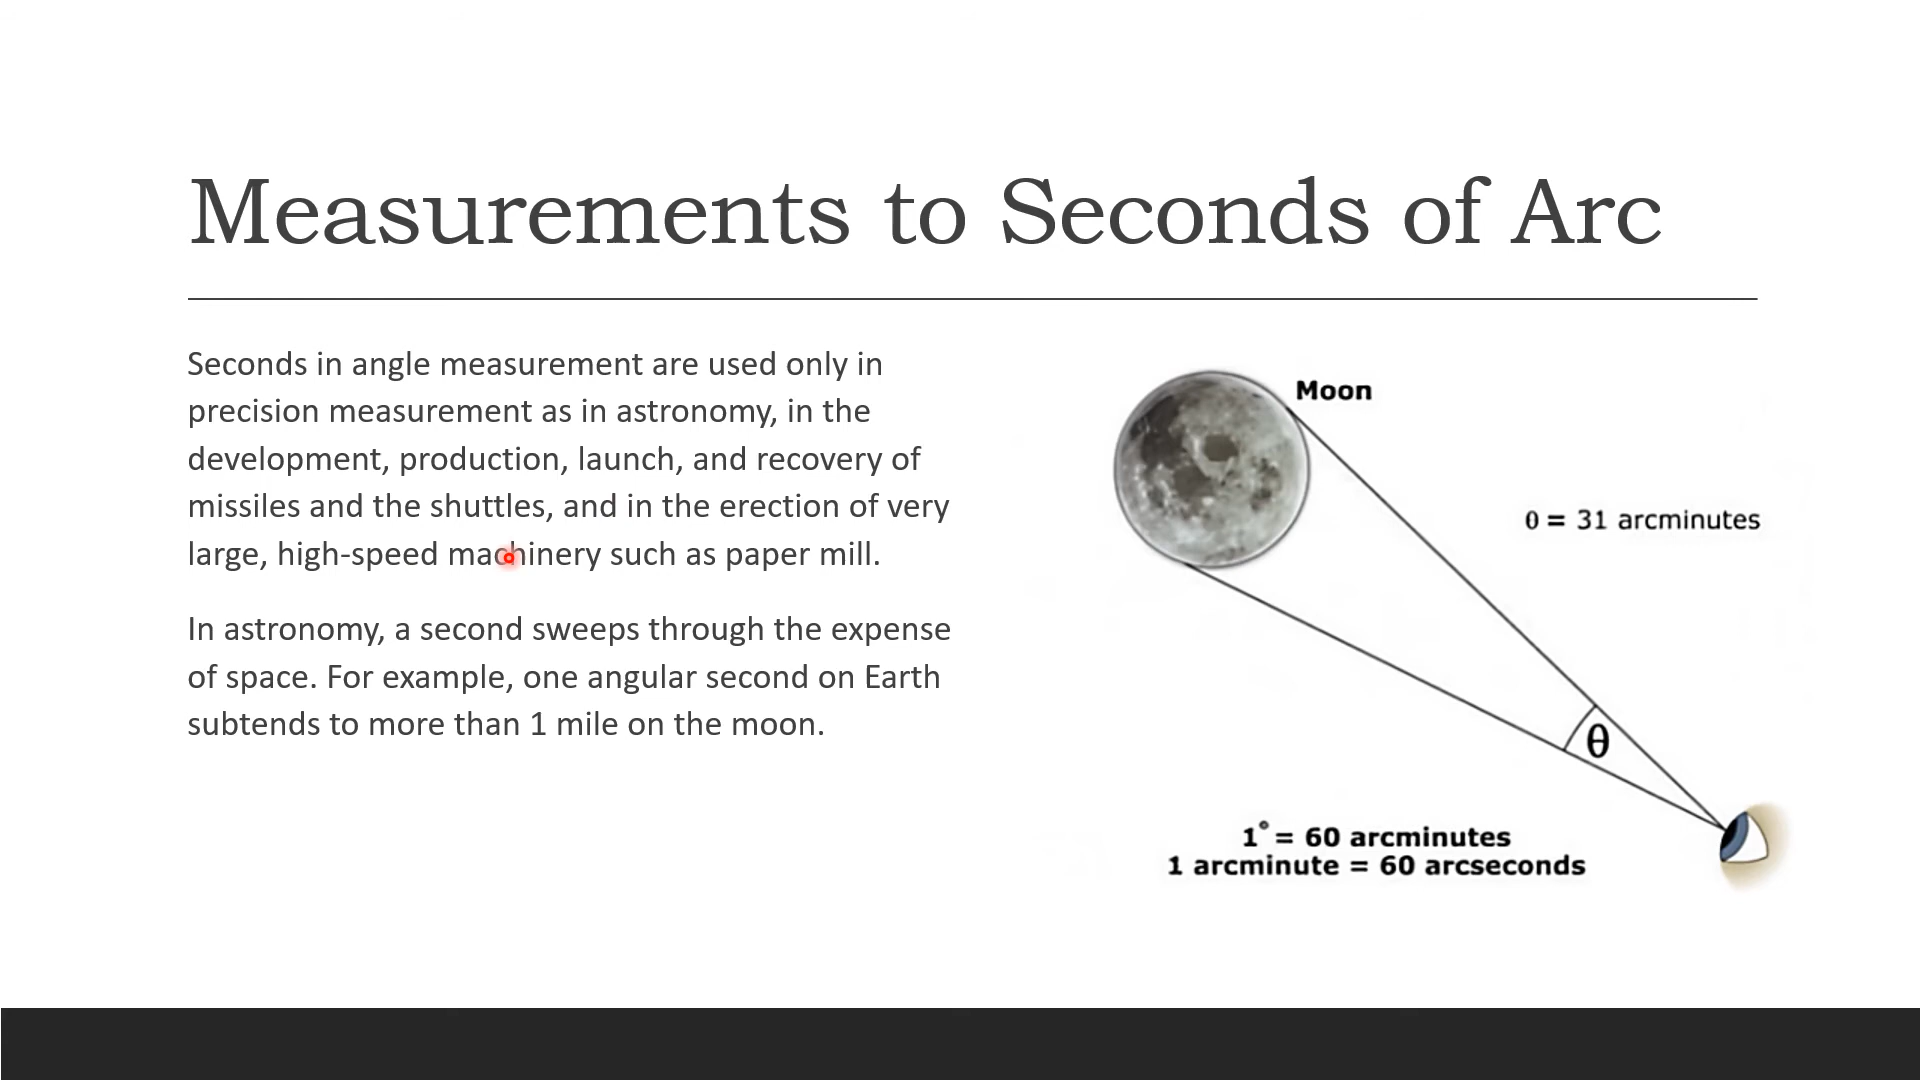 Measurements to Seconds of Arc
Seconds in angle measurement are used only in
precision measurement as in astronomy, in the
development, production, launch, and recovery of
missiles and the shuttles, and in the erection of very
large, high-speed machinery such as paper mill.
In astronomy, a second sweeps through the expense
of space. For example, one angular second on Earth
subtends to more than 1 mile on the moon.
Moon
θ = 31 arcminutes
θ
1° = 60 arcminutes
1 arcminute = 60 arcseconds